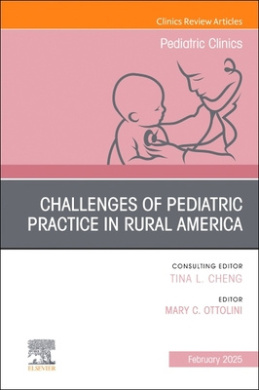 Clinics Review Articles
Pediatric Clinics
CHALLENGES OF PEDIATRIC
PRACTICE IN RURAL AMERICA
CONSULTING EDITOR
TINA L. CHENG
EDITOR
MARY C. OTTOLINI
ELSEVIER
February 2025